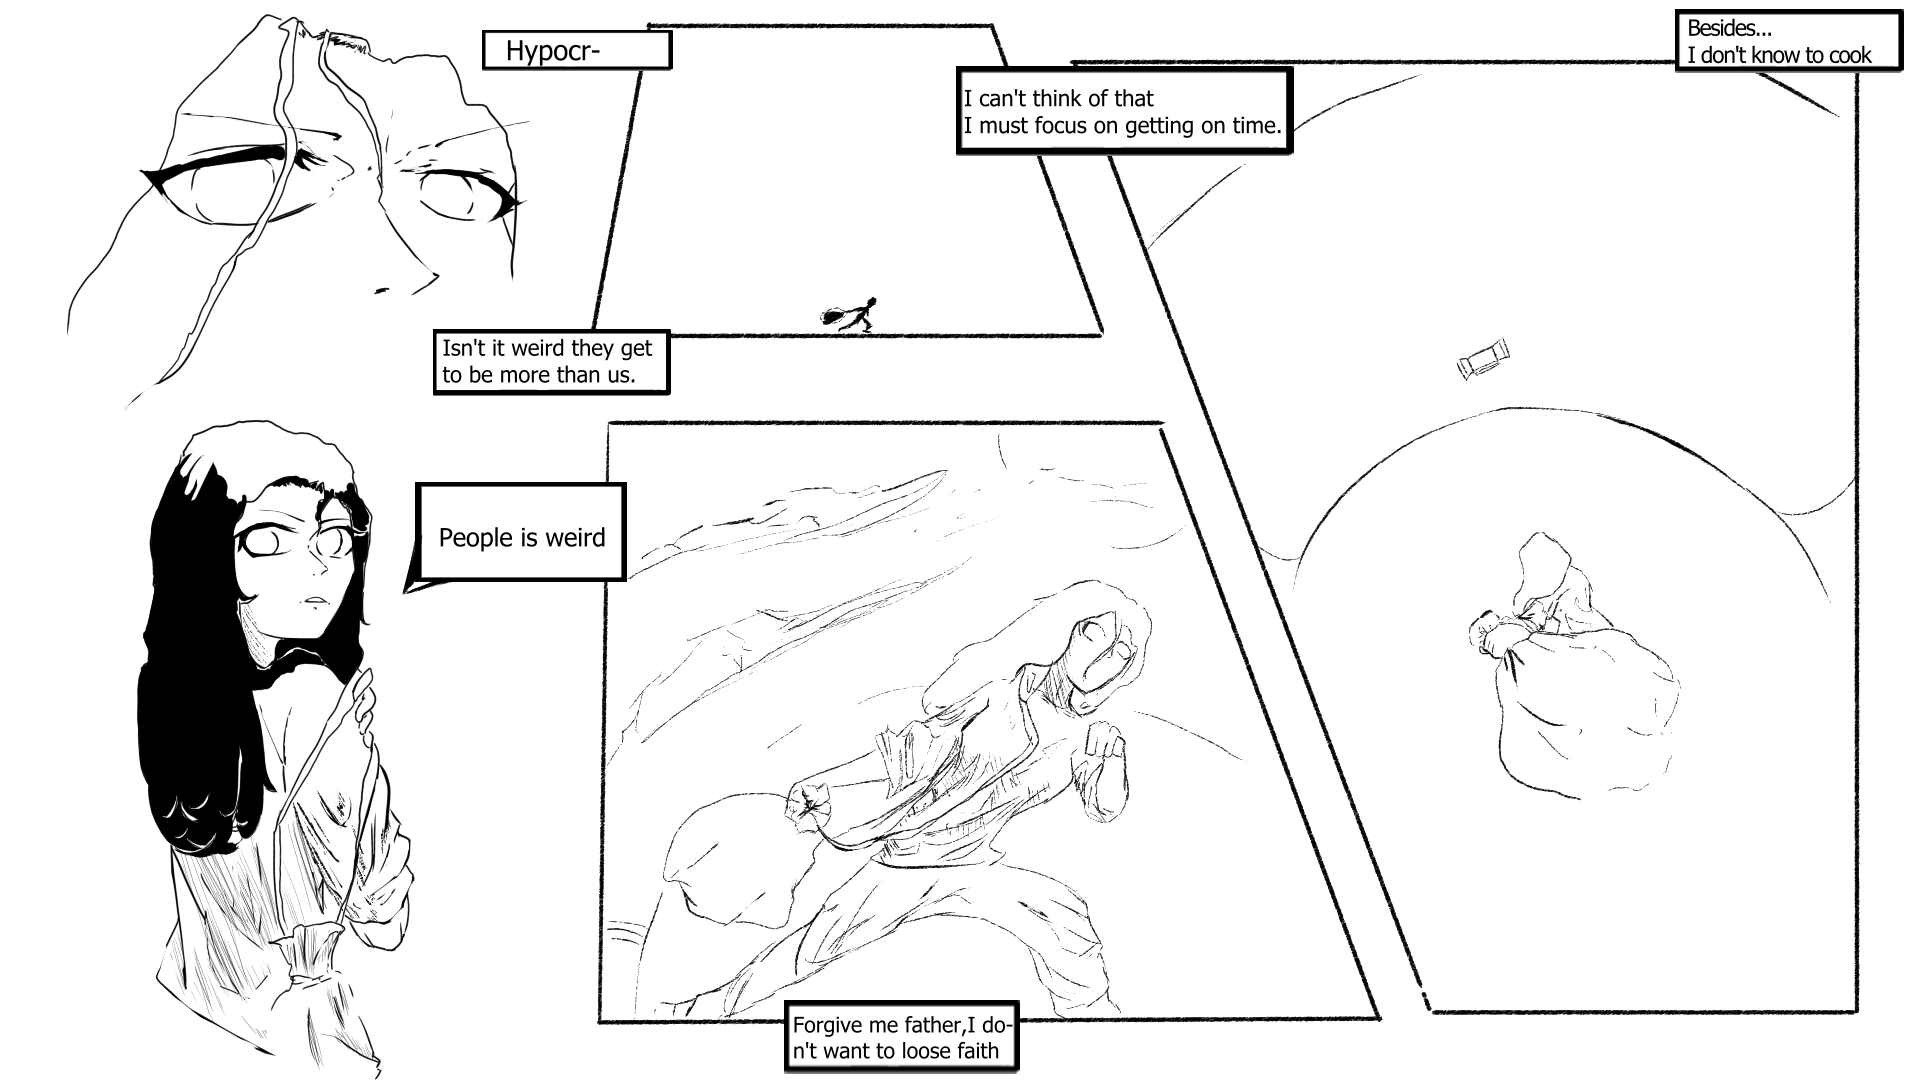 Hypocr-
Isn't it weird they get
to be more than us.
People is weird
I can't think of that
I must focus on getting on time.
Forgive me father,I do-
n't want to loose faith
Besides...
I don't know to cook